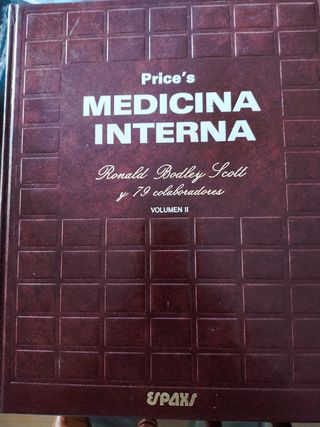 Price's
MEDICINA
INTERNA
Ronald Bodley Scott
y 79 colaboradores
VOLUMEN II
ESPAXS